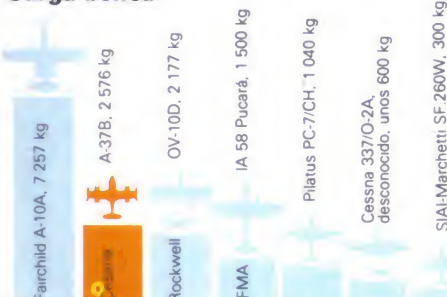 Fairchild A-10A, 7 257 kg
Cessna A-37B, 2 576 kg
Rockwell OV-10D, 2 177 kg
FMA IA 58 Pucará, 1 500 kg
Pilatus PC-7/CH, 1 040 kg
Cessna 337/O-2A,
desconocido, unos 600 kg
SIAI-Marchetti SF.260W, 300 kg